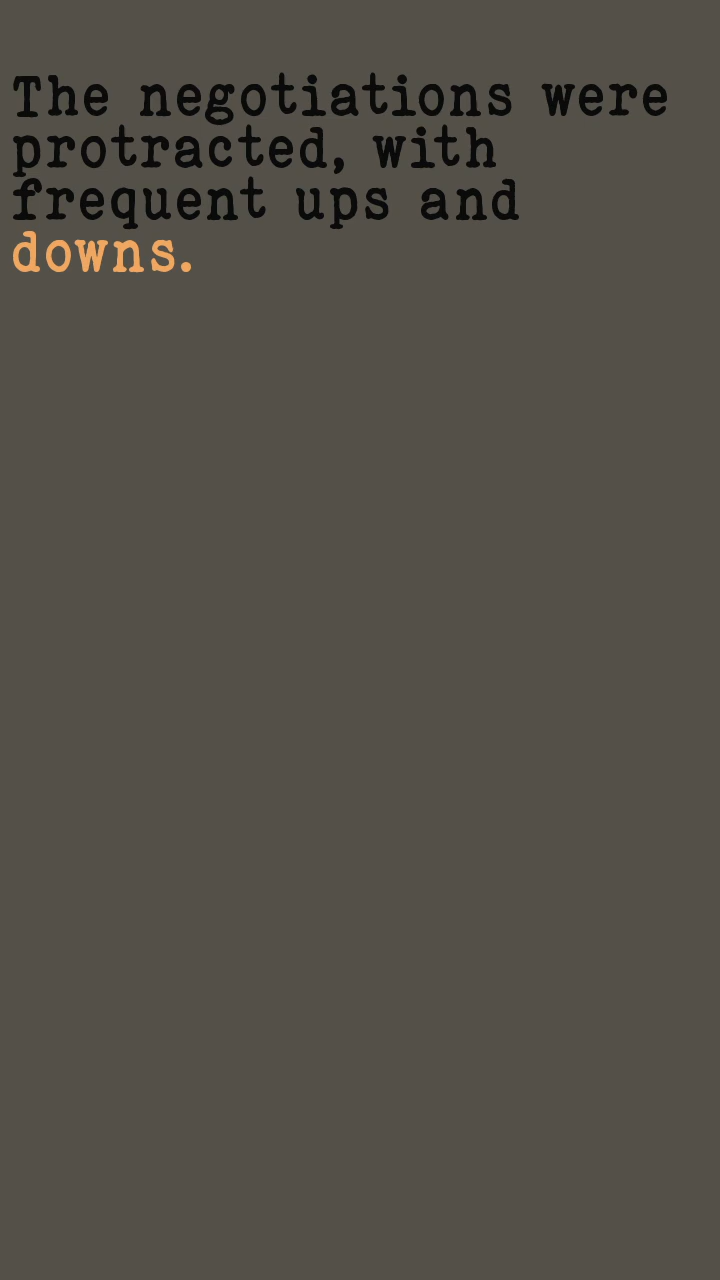 The negotiations were
protracted, with
frequent ups and
downs.